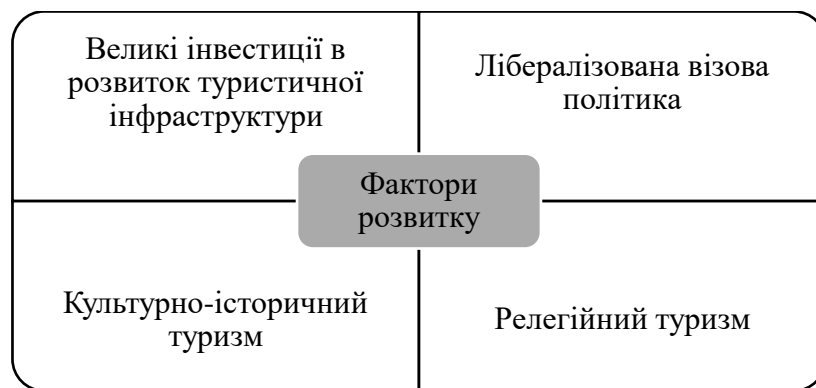 Великі інвестиції в
розвиток туристичної
інфраструктури
Лібералізована візова
політика
Фактори
розвитку
Культурно-історичний
туризм
Релегійний туризм